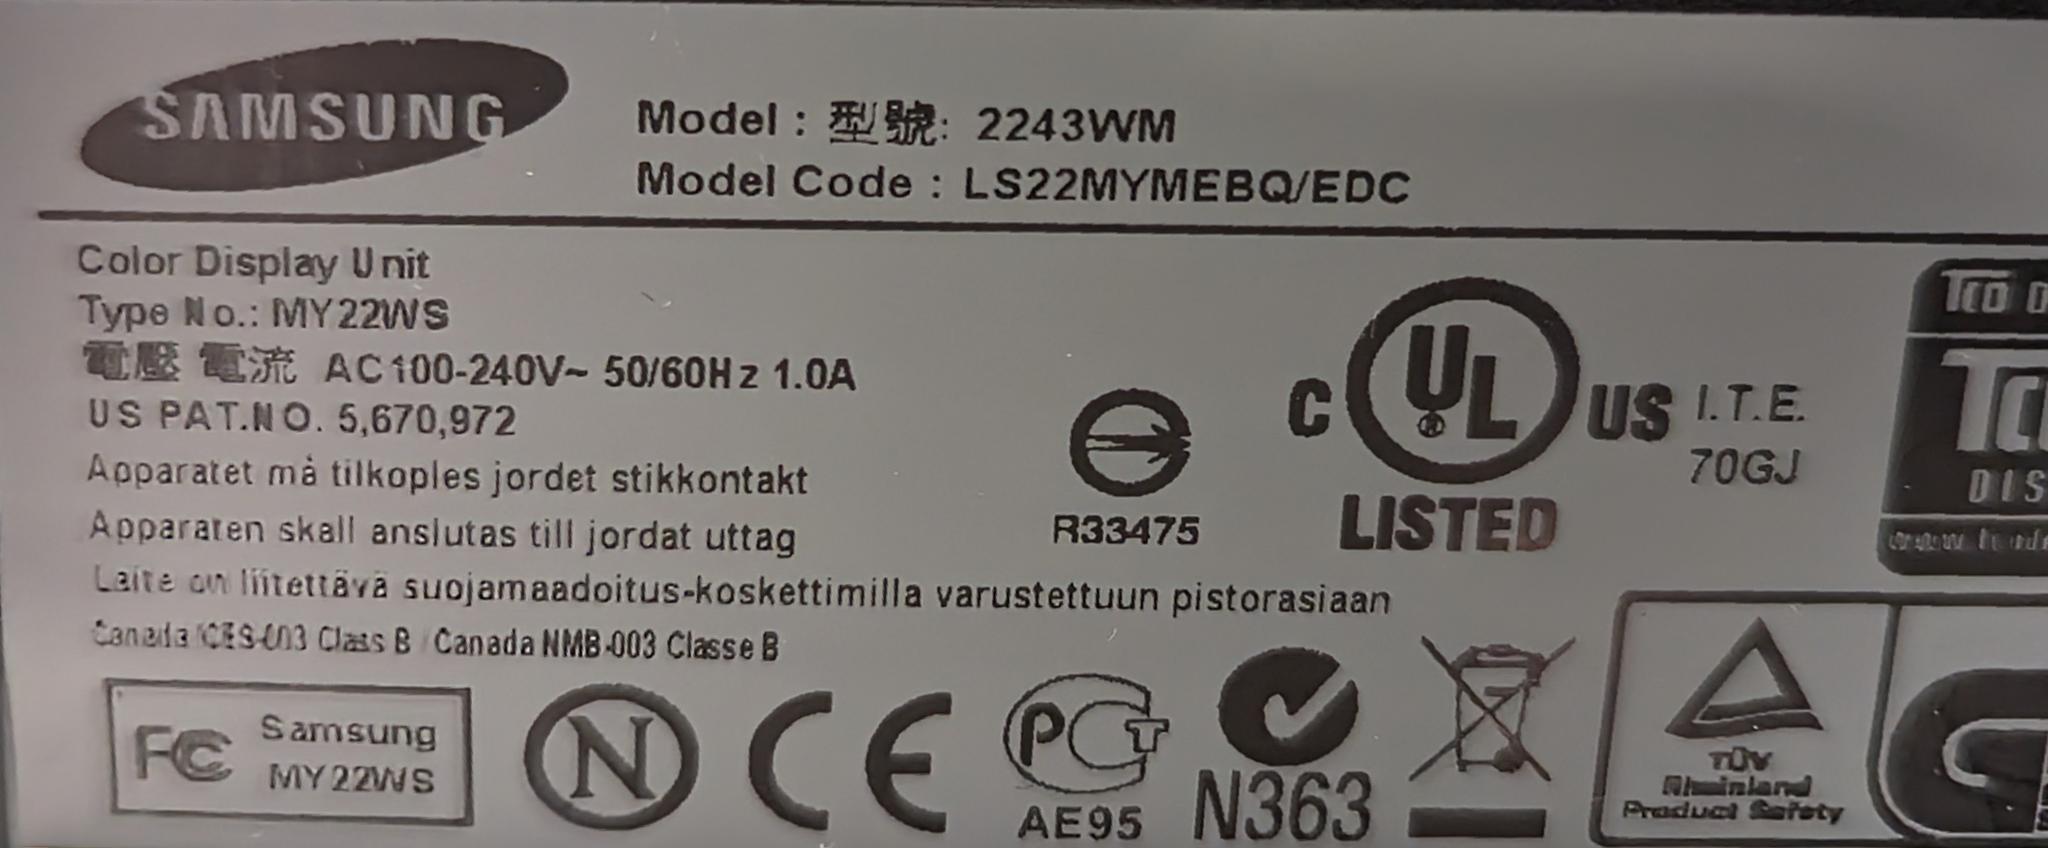 SAMSUNG
Model : 型號: 2243WM
Model Code : LS22MYMEBQ/EDC
Color Display Unit
Type No.: MY22WS
電壓 電流 AC100-240V~ 50/60Hz 1.0A
US PAT.NO. 5,670,972
Apparatet må tilkoples jordet stikkontakt
Apparaten skall anslutas till jordat uttag
Laite on liitettävä suojamaadoitus-koskettimilla varustettuun pistorasiaan
Canada ICES-003 Class B / Canada NMB-003 Classe B
R33475
C UL® US I.T.E.
70GJ
LISTED
TCO
TCO
DIS
FC Samsung
MY22WS
N
CE
PCT
AE95
N363
TÜV
Rheinland
Product Safety